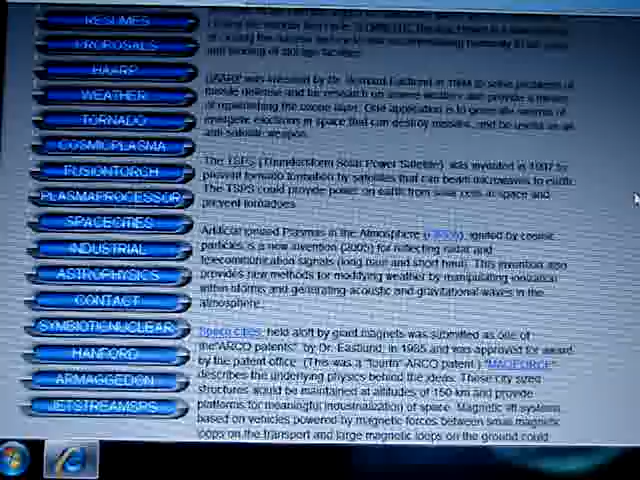 RESUMES
PROPOSALS
HAARP
WEATHER
TORNADO
COSMICPLASMA
FUSIONTORCH
PLASMAPROCESSOR
SPACECITIES
INDUSTRIAL
ASTROPHYSICS
CONTACT
SYMBIOTICNUCLEAR
HANFORD
ARMAGGEDON
JETSTREAMSPS
HAARP was invented by Dr. Bernard Eastlund in 1984 to solve problems of
missile defense and for research on severe weather and provide a means
of replenishing the ozone layer. One application is to generate
energetic electrons in space that can destroy missiles, and be useful as an
anti-satellite weapon.
The TSPS (Thunderstorm Solar Power Satellite), was invented in 1997 to
prevent tornado formation by satellites that can beam microwaves to earth.
The TSPS could provide power on earth from solar cells in space and
prevent tornadoes.
Artificial Ionized Plasmas in the Atmosphere ( ), ignited by cosmic
particles is a new invention (2005) for reflecting radar and
telecommunication signals (long haul and short haul). This invention also
provides new methods for modifying weather by manipulating ionization
within storms and generating acoustic and gravitational waves in the
atmosphere.
Space cities, held aloft by giant magnets was submitted as one of
the "ARCO patents" by Dr. Eastlund, in 1985 and was approved for award
by the patent office. (This was a "fourth" ARCO patent.) "MAGFORCE"
describes the underlying physics behind the ideas. These city sized
structures would be maintained at altitudes of 150 km and provide
platforms for meaningful industrialization of space. Magnetic lift systems
based on vehicles powered by magnetic forces between small magnetic
loops on the transport and large magnetic loops on the ground could